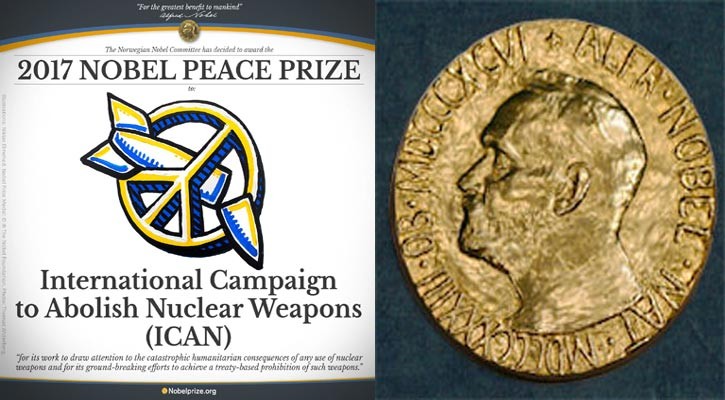 "For the greatest benefit to mankind"
Alfred Nobel
The Norwegian Nobel Committee has decided to award the
2017 NOBEL PEACE PRIZE
to:
International Campaign
to Abolish Nuclear Weapons
(ICAN)
"for its work to draw attention to the catastrophic humanitarian consequences of any use of nuclear
weapons and for its ground-breaking efforts to achieve a treaty-based prohibition of such weapons."
Nobelprize.org
ALFR· NOBEL
NAT· MDCCCXXXIII· OB· MDCCCXCVI